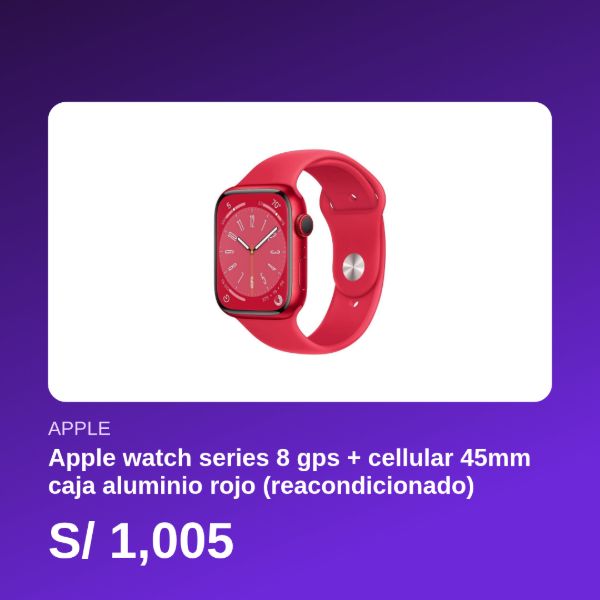 APPLE
Apple watch series 8 gps + cellular 45mm
caja aluminio rojo (reacondicionado)
S/ 1,005